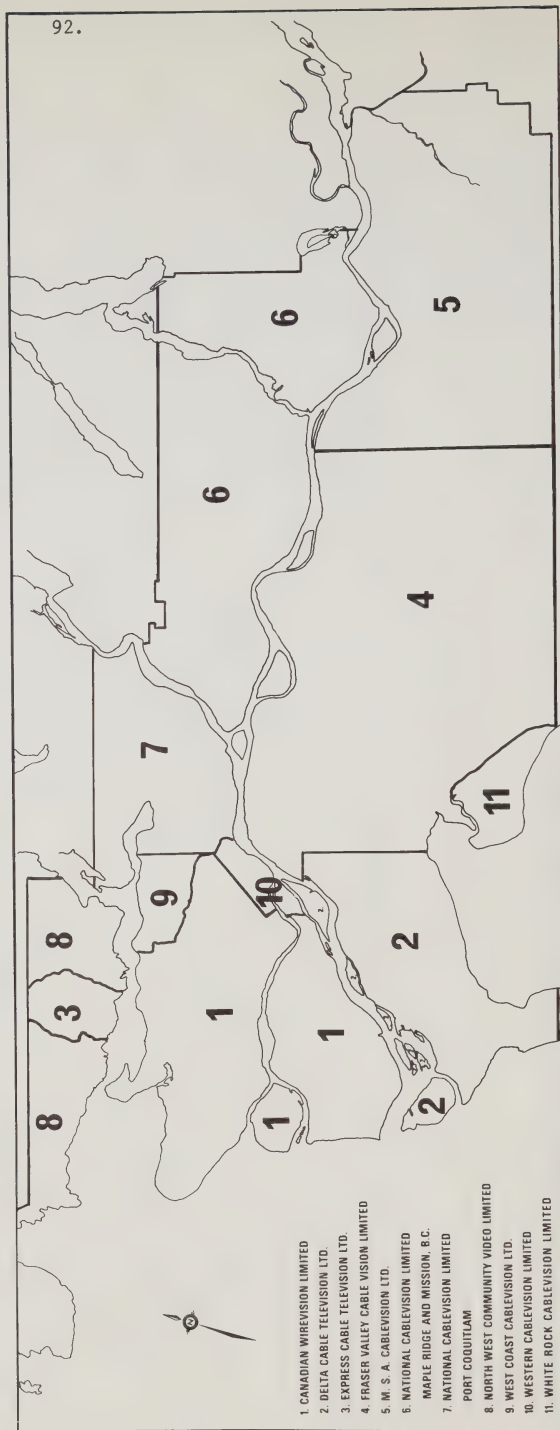 92.
8
3
8
9
7
6
6
1
10
1
1
2
2
4
5
11
1. CANADIAN WIREVISION LIMITED
2. DELTA CABLE TELEVISION LTD.
3. EXPRESS CABLE TELEVISION LTD.
4. FRASER VALLEY CABLE VISION LIMITED
5. M. S. A. CABLEVISION LTD.
6. NATIONAL CABLEVISION LIMITED
MAPLE RIDGE AND MISSION, B.C.
7. NATIONAL CABLEVISION LIMITED
PORT COQUITLAM
8. NORTH WEST COMMUNITY VIDEO LIMITED
9. WEST COAST CABLEVISION LTD.
10. WESTERN CABLEVISION LIMITED
11. WHITE ROCK CABLEVISION LIMITED
N